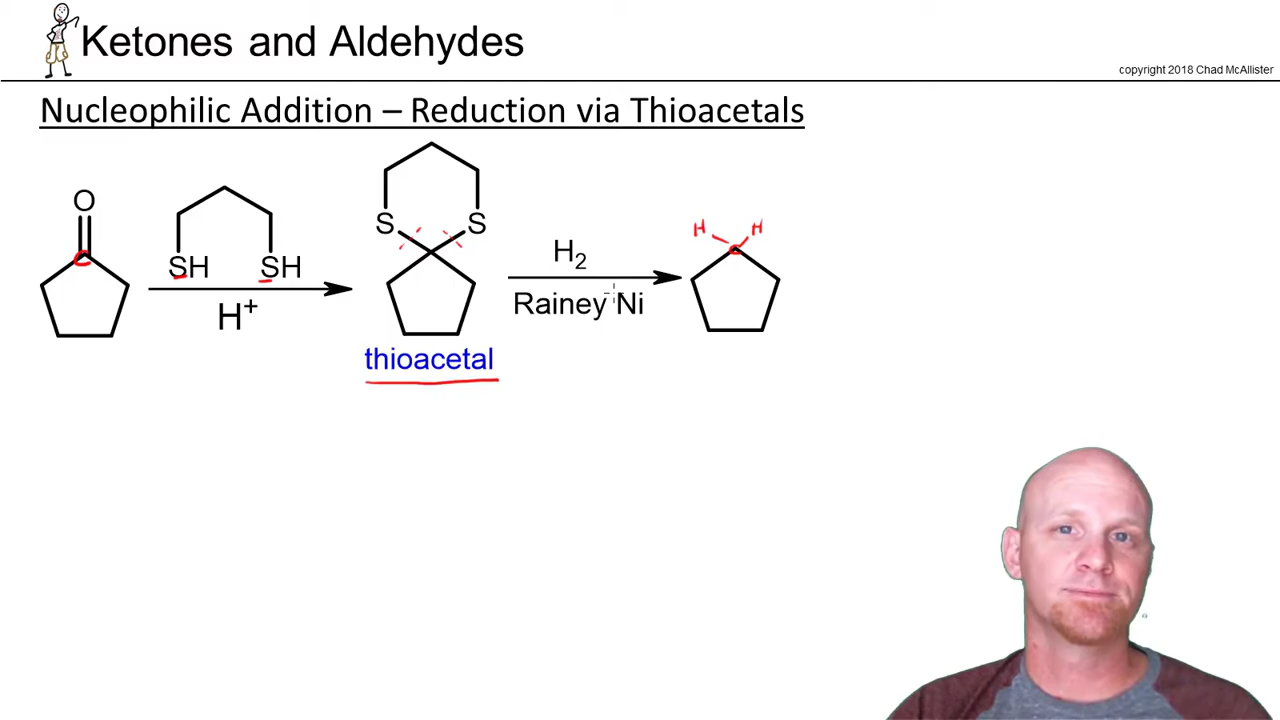 Ketones and Aldehydes
copyright 2018 Chad McAllister
Nucleophilic Addition – Reduction via Thioacetals
O
SH SH
H+
S S
thioacetal
H2
Rainey Ni
H H